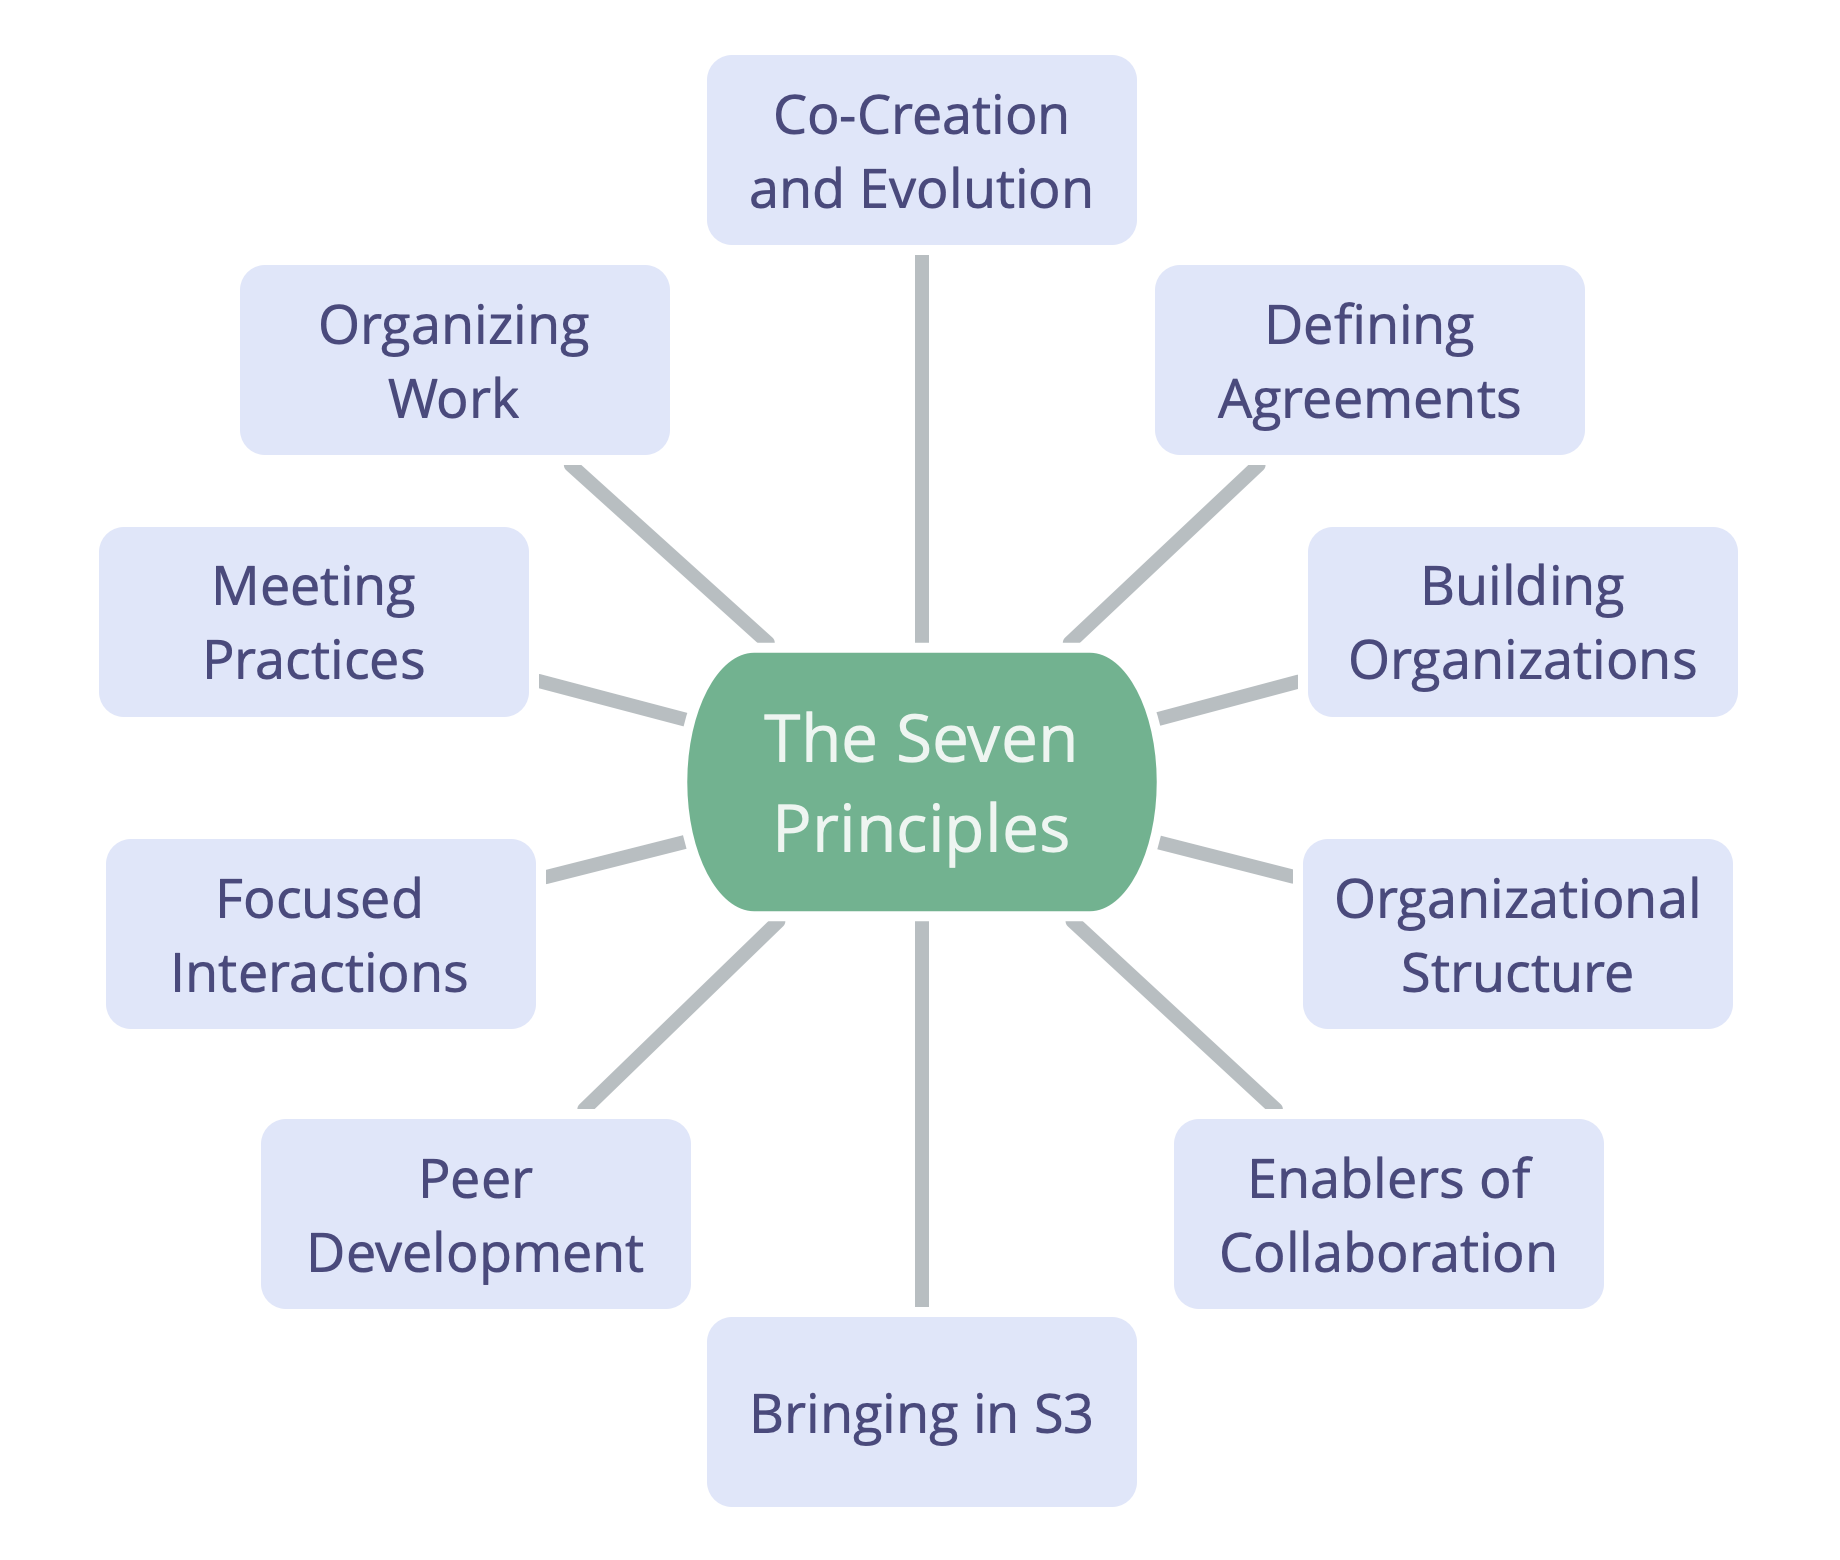 Co-Creation
and Evolution
Organizing
Work
Defining
Agreements
Meeting
Practices
Building
Organizations
The Seven
Principles
Focused
Interactions
Organizational
Structure
Peer
Development
Enablers of
Collaboration
Bringing in S3